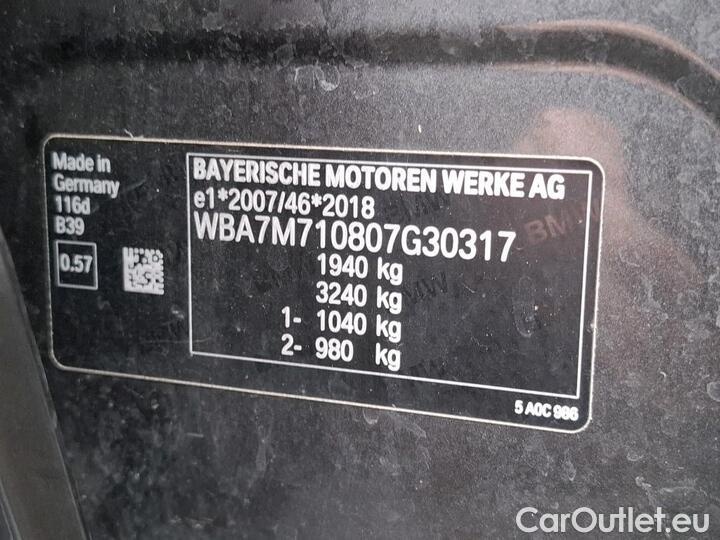 Made in
Germany
116d
B39
0.57
BAYERISCHE MOTOREN WERKE AG
e1*2007/46*2018
WBA7M710807G30317
1940 kg
3240 kg
1- 1040 kg
2- 980 kg
5 A0C 986
CarOutlet.eu